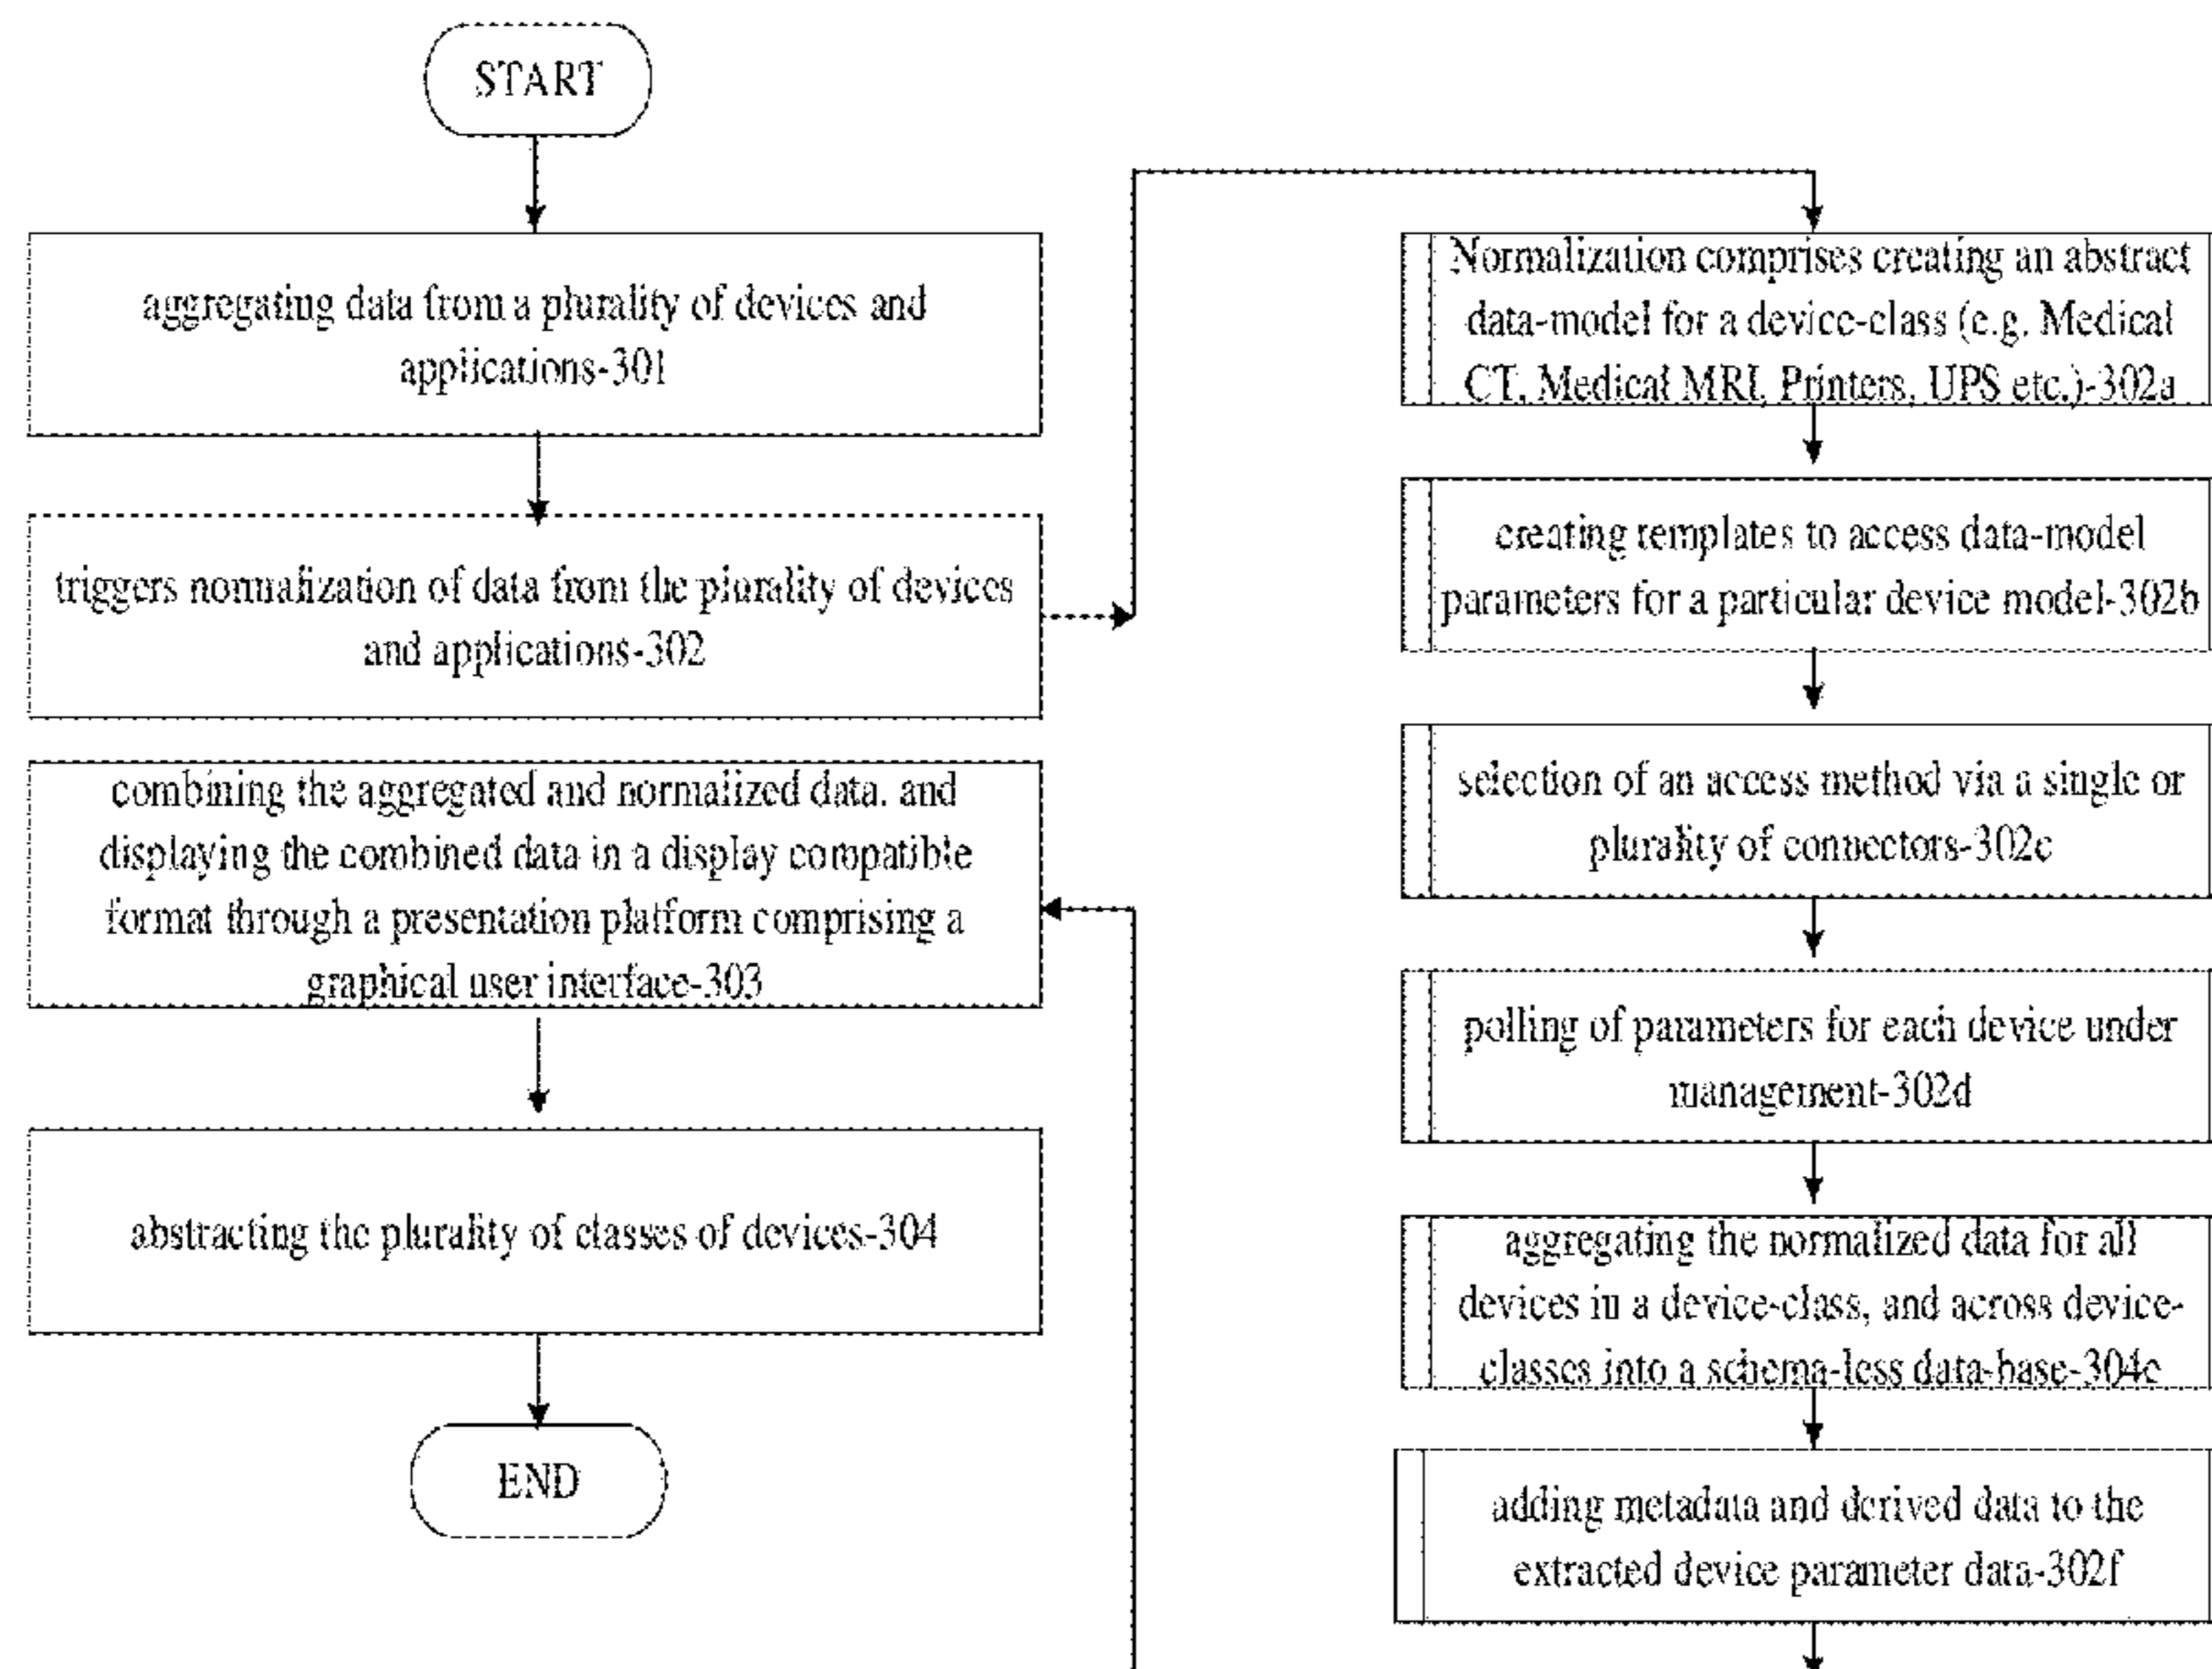 START
aggregating data from a plurality of devices and
applications-301
triggers normalization of data from the plurality of devices
and applications-302
combining the aggregated and normalized data, and
displaying the combined data in a display compatible
format through a presentation platform comprising a
graphical user interface-303
abstracting the plurality of classes of devices-304
END
Normalization comprises creating an abstract
data-model for a device-class (e.g. Medical
CT, Medical MRI, Printers, UPS etc.)-302a
creating templates to access data-model
parameters for a particular device model-302b
selection of an access method via a single or
plurality of connectors-302c
polling of parameters for each device under
management-302d
aggregating the normalized data for all
devices in a device-class, and across device-
classes into a schema-less data-base-304e
adding metadata and derived data to the
extracted device parameter data-302f